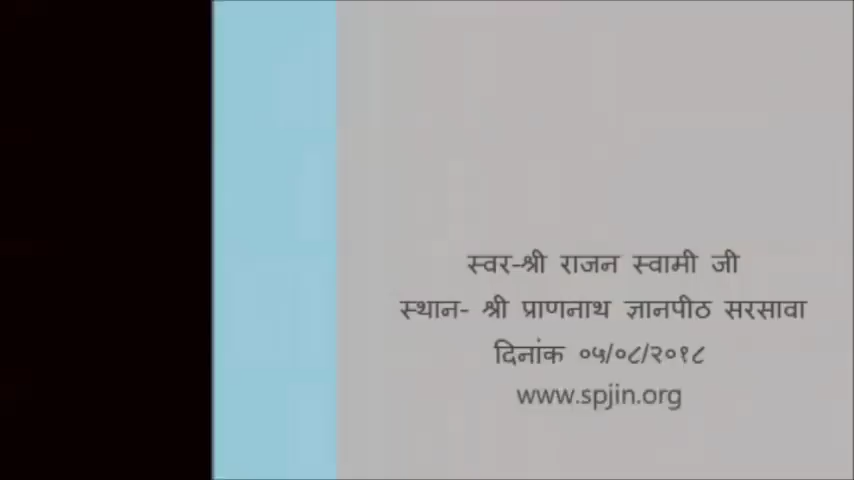 स्वर-श्री राजन स्वामी जी
स्थान- श्री प्राणनाथ ज्ञानपीठ सरसावा
दिनांक ०५/०८/२०१८
www.spjin.org